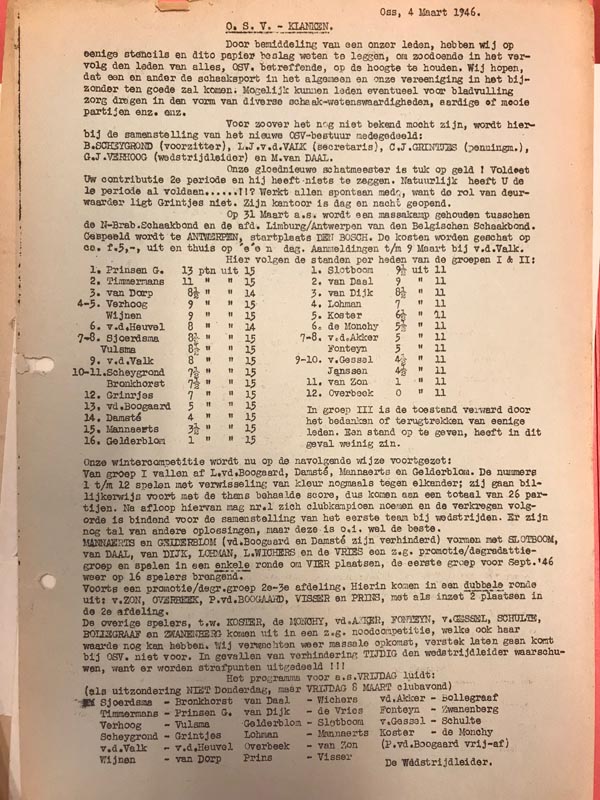 Oss, 4 Maart 1946.
O.S.V. - KLANKEN.
Door bemiddeling van een onzer leden, hebben wij op
eenige stencils en dito papier beslag weten te leggen, om zoodoende in het ver-
volg den leden van alles, OSV. betreffende, op de hoogte te houden. Wij hopen,
dat een en ander de schaaksport in het algemeen en onze vereeniging in het bij-
zonder ten goede zal komen. Mogelijk kunnen leden eventueel voor bladvulling
zorg dragen in den vorm van diverse schaak-wetenswaardigheden, aardige of mooie
partijen enz. enz.
Voor zoover het nog niet bekend mocht zijn, wordt hier-
bij de samenstelling van het nieuwe OSV-bestuur medegedeeld:
B.SCHEYGROND (voorzitter), L.J.v.d.VALK (secretaris), C.J.GRINTJES (penningm.),
G.J.VERHOOG (wedstrijdleider) en M.van DAAL.
Onze gloednieuwe schatmeester is tuk op geld ! Voldeet
Uw contributie 2e periode en hij heeft niets te zeggen. Natuurlijk heeft U de
1e periode al voldaan......!!? Werkt allen spontaan mede, want de rol van deur-
waarder ligt Grintjes niet. Zijn kantoor is dag en nacht geopend.
Op 31 Maart a.s. wordt een massakamp gehouden tusschen
de N-Brab.Schaakbond en de afd. Limburg/Antwerpen van den Belgischen Schaakbond.
Gespeeld wordt te ANTWERPEN, startplaats DEN BOSCH. De kosten worden geschat op
ca. f.5,-, uit en thuis op 'e'e n dag. Aanmeldingen t/m 9 Maart bij v.d.Valk.
Hier volgen de standen per heden van de groepen I & II:
1. Prinsen G. 13 ptn uit 15 1. Slotboom 9½ uit 11
2. Timmermans 11 " " 15 2. van Daal 9 " 11
3. van Dorp 8½ " " 14 3. van Dijk 8½ " 11
4-5. Verhoog 9 " " 15 4. Lohman 7 " 11
Wijnen 9 " " 15 5. Koster 6½ " 11
6. v.d.Heuvel 8 " " 14 6. de Monchy 5½ " 11
7-8. Sjoerdsma 8½ " " 15 7-8. v.d.Akker 5 " 11
Vulsma 8½ " " 15 Fonteyn 5 " 11
9. v.d.Valk 8 " " 15 9-10. v.Gessel 4½ " 11
10-11. Scheygrond 7½ " " 15 Janssen 4½ " 11
Bronkhorst 7½ " " 15 11. van Zon 1 " 11
12. Grinrjes 7 " " 15 12. Overbeek 0 " 11
13. vd.Boogaard 5 " " 15 In groep III is de toestand verward door
14. Damsté 4 " " 15 het bedanken of terugtrekken van eenige
15. Mannaerts 3½ " " 15 leden. Een stand op te geven, heeft in dit
16. Gelderblom 1 " " 15 geval weinig zin.
Onze wintercompetitie wordt nu op de navolgende wijze voortgezet:
Van groep I vallen af L.vd.Boogaard, Damsté, Mannaerts en Gelderblom. De nummers
1 t/m 12 spelen met verwisseling van kleur nogmaals tegen elkander; zij gaan bil-
lijkerwijs voort met de thans behaalde score, dus komen aan een totaal van 26 par-
tijen. Na afloop hiervan mag nr.1 zich clubkampioen noemen en de verkregen volg-
orde is bindend voor de samenstelling van het eerste team bij wedstrijden. Er zijn
nog tal van andere oplossingen, maar deze is o.i. wel de beste.
MANNAERTS en GELDERBLOM (vd.Boogaard en Damsté zijn verhinderd) vormen met SLOTBOOM,
van DAAL, van DIJK, LOHMAN, L.WICHERS en de VRIES een z.g. promotie/degradatie-
groep en spelen in een enkele ronde om VIER plaatsen, de eerste groep voor Sept.'46
weer op 16 spelers brengend.
Voorts een promotie/degr.groep 2e-3e afdeling. Hierin komen in een dubbele ronde
uit: v.ZON, OVERBEEK, P.vd.BOOGAARD, VISSER en PRINS, met als inzet 2 plaatsen in
de 2e afdeling.
De overige spelers, t.w. KOSTER, de MONCHY, vd.AKKER, FONTEYN, v.GESSEL, SCHULTE,
BOLLEGRAAF en ZWANENBERG komen uit in een z.g. noodcompetitie, welke ook haar
waarde nog kan hebben. Wij verwachten weer massale opkomst, verstek laten gaan komt
bij OSV. niet voor. In gevallen van verhindering TIJDIG den wedstrijdleider waarschu-
wen, want er worden strafpunten uitgedeeld !!!
Het programma voor a.s.VRIJDAG luidt:
(als uitzondering NIET Donderdag, maar VRIJDAG 8 MAART clubavond)
Sjoerdsma - Bronkhorst van Daal - Wichers vd.Akker - Bollegraaf
Timmermans - Prinsen G. van Dijk - de Vries Fonteyn - Zwanenberg
Verhoog - Vulsma Gelderblom - Slotboom v.Gessel - Schulte
Scheygrond - Grintjes Lohman - Mannaerts Koster - de Monchy
v.d.Valk - v.d.Heuvel Overbeek - van Zon (P.vd.Boogaard vrij-af)
Wijnen - van Dorp Prins - Visser De Wedstrijdleider.